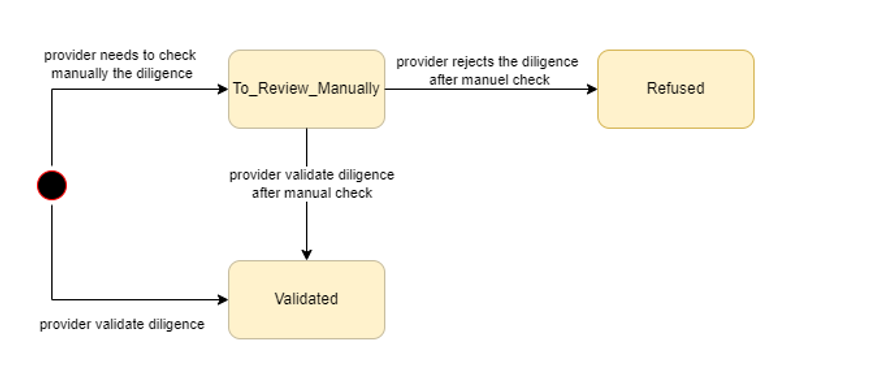 provider needs to check
manually the diligence
To_Review_Manually
provider rejects the diligence
after manuel check
Refused
provider validate diligence
after manual check
Validated
provider validate diligence